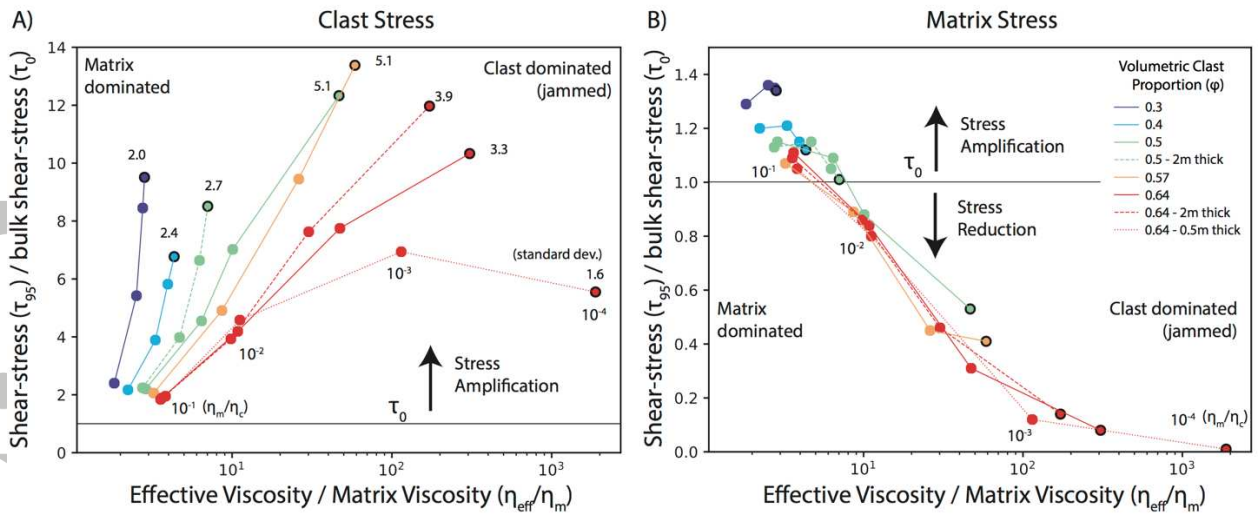 A)
Clast Stress
Shear-stress (τ95) / bulk shear-stress (τ0)
14
12
10
8
6
4
2
0
Matrix
dominated
Clast dominated
(jammed)
2.0
2.4
2.7
5.1
5.1
3.9
3.3
(standard dev.)
1.6
10-4
10-3
10-2
10-1 (ηm/ηc)
τ0
Stress
Amplification
10¹
10²
10³
Effective Viscosity / Matrix Viscosity (ηeff/ηm)
B)
Matrix Stress
Shear-stress (τ95) / bulk shear-stress (τ0)
1.4
1.2
1.0
0.8
0.6
0.4
0.2
0.0
Volumetric Clast
Proportion (φ)
0.3
0.4
0.5
0.5 - 2m thick
0.57
0.64
0.64 - 2m thick
0.64 - 0.5m thick
Stress
Amplification
τ0
Stress
Reduction
10-1
10-2
10-3
10-4 (ηm/ηc)
Matrix
dominated
Clast dominated
(jammed)
10¹
10²
10³
Effective Viscosity / Matrix Viscosity (ηeff/ηm)